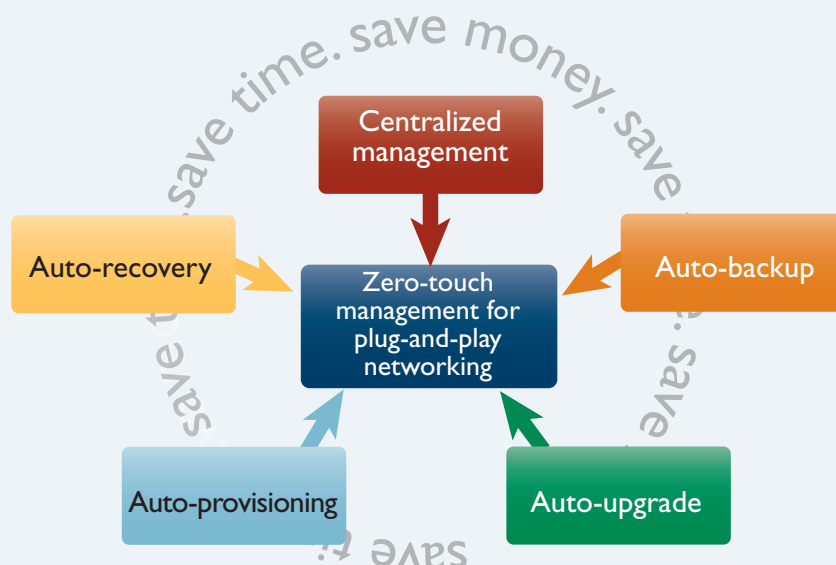 save time. save money. save
Centralized
management
Auto-recovery
Auto-backup
Zero-touch
management for
plug-and-play
networking
save
save
Auto-provisioning
Auto-upgrade
save